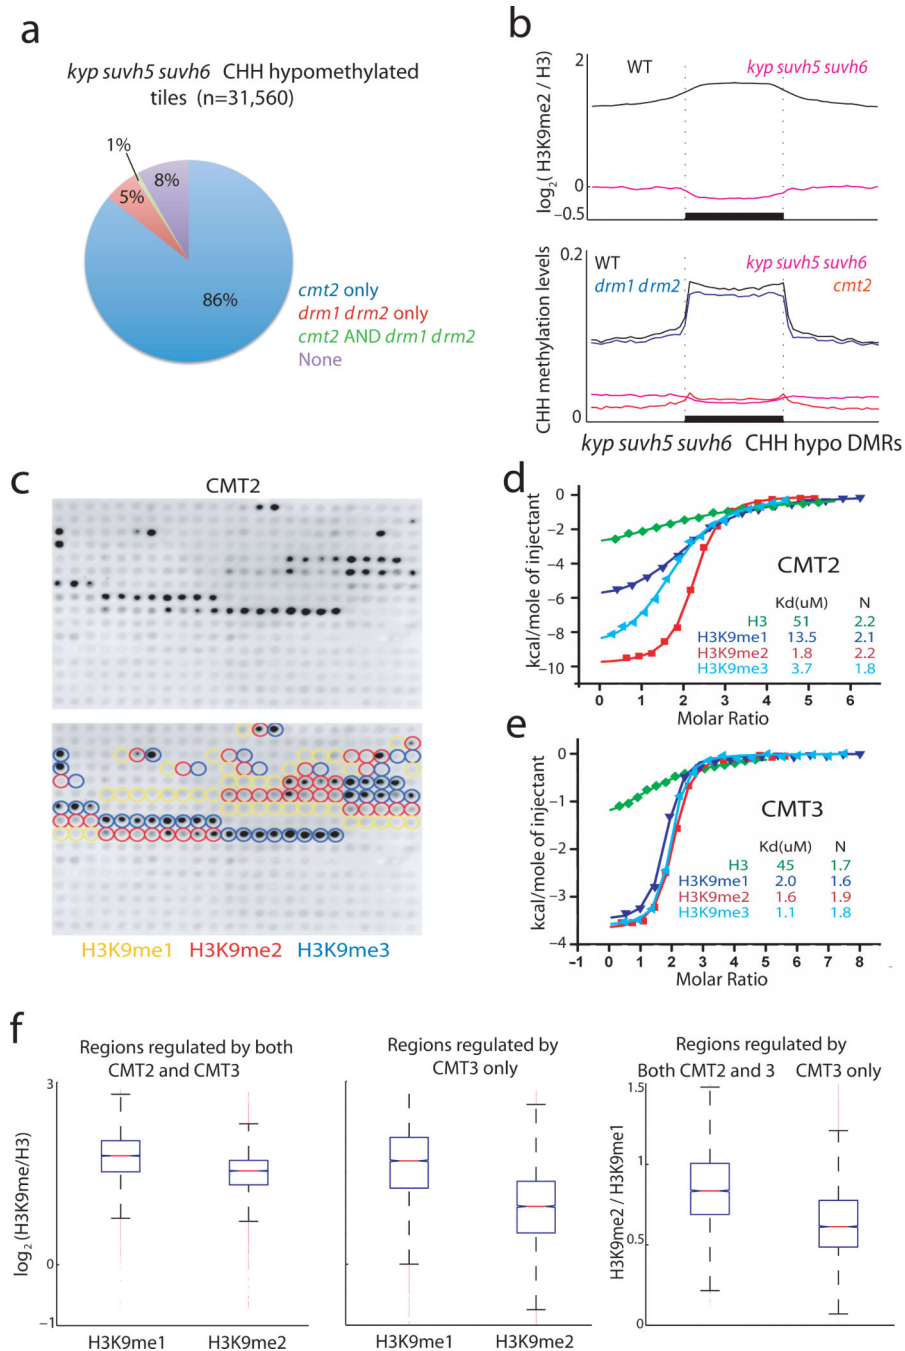 a
kyp suvh5 suvh6 CHH hypomethylated
tiles (n=31,560)
1%
8%
5%
86%
cmt2 only
drm1 drm2 only
cmt2 AND drm1 drm2
None
b
2
WT
kyp suvh5 suvh6
log2( H3K9me2 / H3)
0
−0.5
0.2
WT
kyp suvh5 suvh6
drm1 drm2
cmt2
CHH methylation levels
0
kyp suvh5 suvh6 CHH hypo DMRs
c
CMT2
H3K9me1 H3K9me2 H3K9me3
d
0
−2
−4
−6
−8
−10
kcal/mole of injectant
CMT2
Kd(uM) N
H3 51 2.2
H3K9me1 13.5 2.1
H3K9me2 1.8 2.2
H3K9me3 3.7 1.8
0 1 2 3 4 5 6
Molar Ratio
e
0
−1
−2
−3
−4
kcal/mole of injectant
CMT3
Kd(uM) N
H3 45 1.7
H3K9me1 2.0 1.6
H3K9me2 1.6 1.9
H3K9me3 1.1 1.8
−1 0 1 2 3 4 5 6 7 8
Molar Ratio
f
Regions regulated by both
CMT2 and CMT3
3
0
−1
log2 (H3K9me/H3)
H3K9me1 H3K9me2
Regions regulated by
CMT3 only
H3K9me1 H3K9me2
Regions regulated by
Both CMT2 and 3 CMT3 only
1.5
1
0.5
0
H3K9me2 / H3K9me1